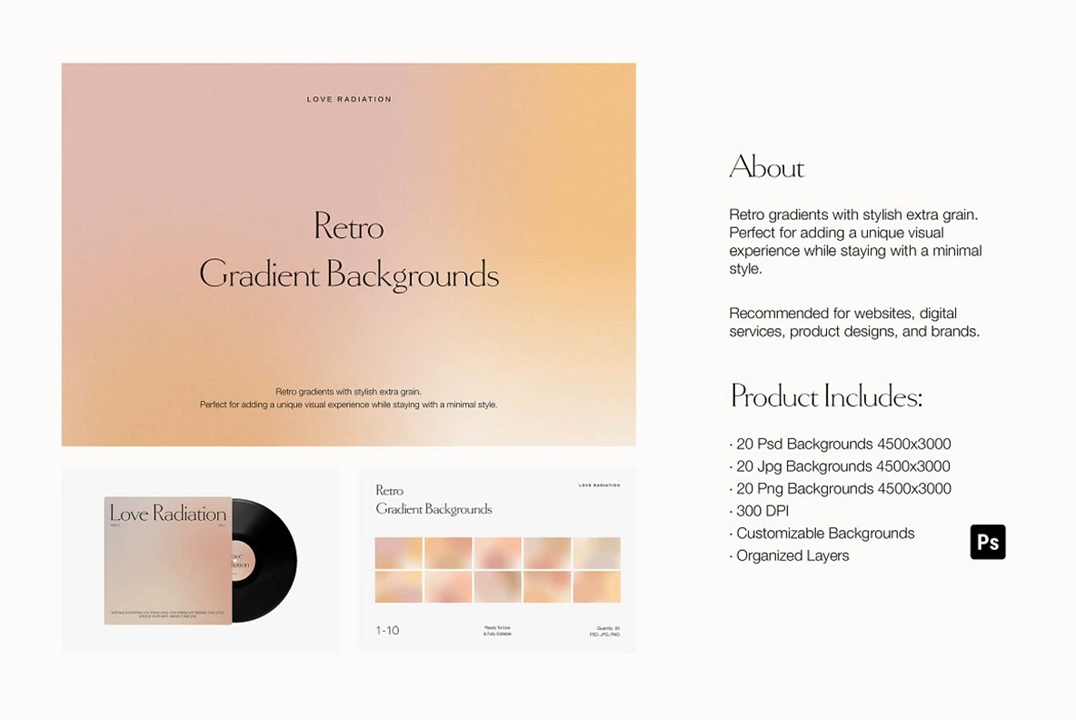 LOVE RADIATION
Retro
Gradient Backgrounds
Retro gradients with stylish extra grain.
Perfect for adding a unique visual experience while staying with a minimal style.
Love Radiation
Retro
Gradient Backgrounds
LOVE RADIATION
1-10
Ready To Use
& Fully Editable
Quantity: 20
PSD, JPG, PNG
About
Retro gradients with stylish extra grain.
Perfect for adding a unique visual
experience while staying with a minimal
style.
Recommended for websites, digital
services, product designs, and brands.
Product Includes:
· 20 Psd Backgrounds 4500x3000
· 20 Jpg Backgrounds 4500x3000
· 20 Png Backgrounds 4500x3000
· 300 DPI
· Customizable Backgrounds
· Organized Layers
Ps